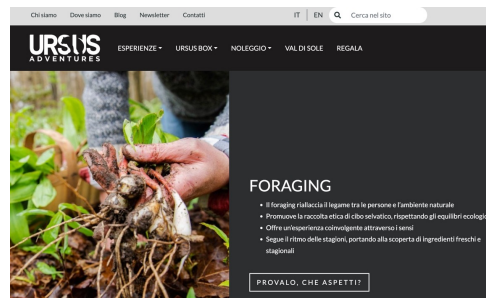 Chi siamo Dove siamo Blog Newsletter Contatti IT | EN Cerca nel sito
URSUS
ADVENTURES
ESPERIENZE URSUS BOX NOLEGGIO VAL DI SOLE REGALA
FORAGING
Il foraging riallaccia il legame tra le persone e l'ambiente naturale
Promuove la raccolta etica di cibo selvatico, rispettando gli equilibri ecologic
Offre un'esperienza coinvolgente attraverso i sensi
Segue il ritmo delle stagioni, portando alla scoperta di ingredienti freschi e
stagionali
PROVALO, CHE ASPETTI?